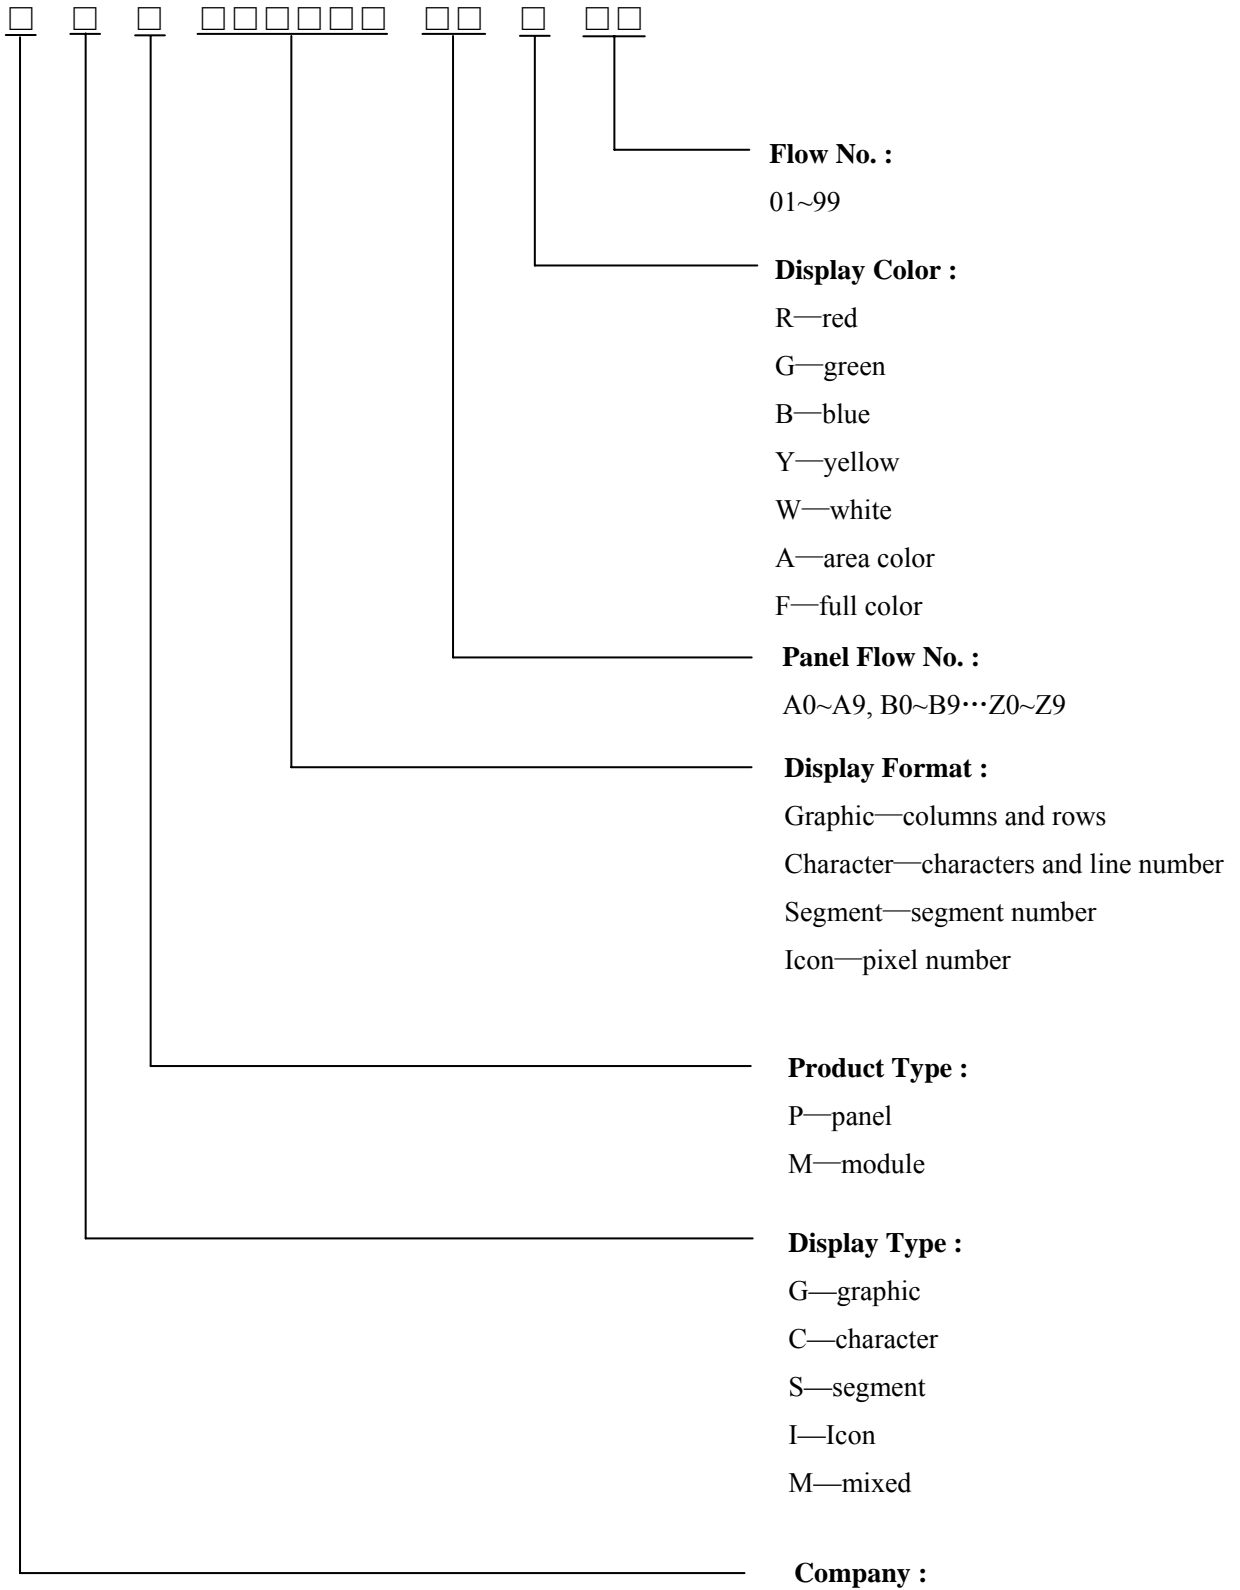 □ □ □ □□□□□□ □□ □ □□
Flow No. :
01~99
Display Color :
R—red
G—green
B—blue
Y—yellow
W—white
A—area color
F—full color
Panel Flow No. :
A0~A9, B0~B9⋯Z0~Z9
Display Format :
Graphic—columns and rows
Character—characters and line number
Segment—segment number
Icon—pixel number
Product Type :
P—panel
M—module
Display Type :
G—graphic
C—character
S—segment
I—Icon
M—mixed
Company :